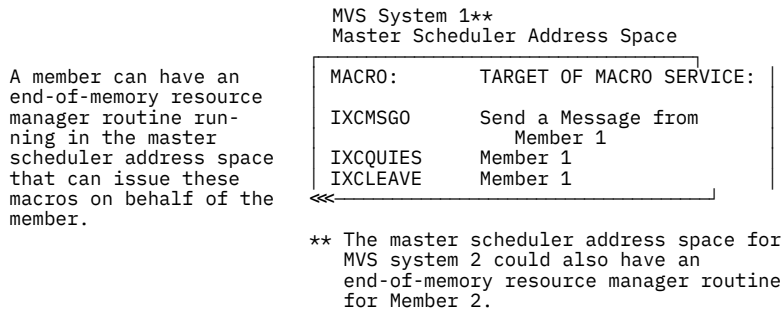 MVS System 1**
Master Scheduler Address Space
A member can have an
end-of-memory resource
manager routine run-
ning in the master
scheduler address space
that can issue these
macros on behalf of the
member.
MACRO: TARGET OF MACRO SERVICE:
IXCMSGO Send a Message from
Member 1
IXCQUIES Member 1
IXCLEAVE Member 1
** The master scheduler address space for
MVS system 2 could also have an
end-of-memory resource manager routine
for Member 2.